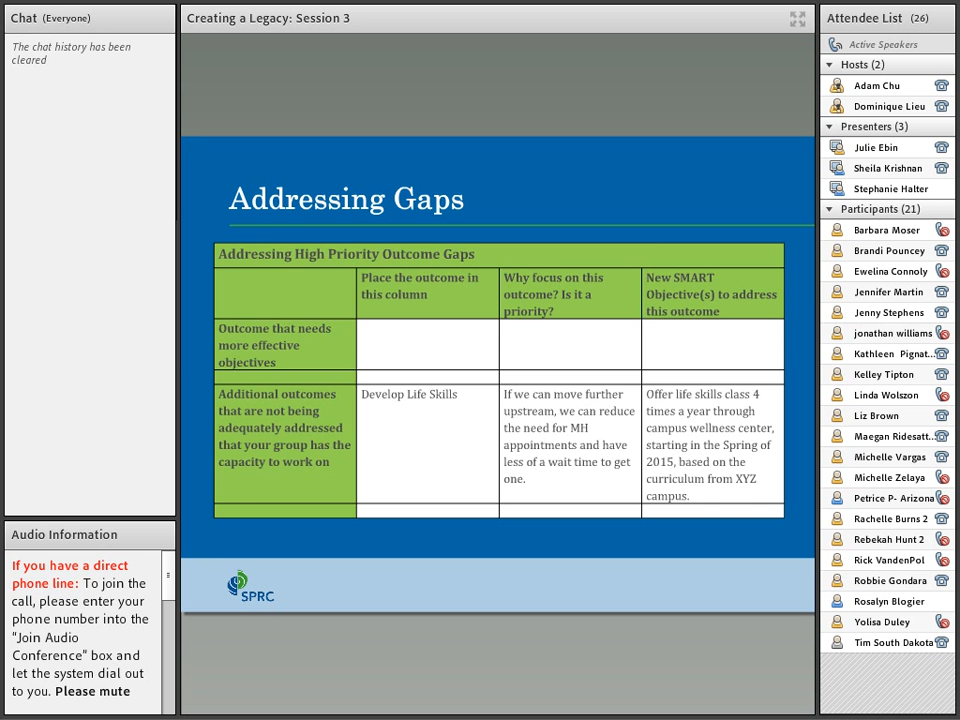 Chat (Everyone)
The chat history has been
cleared
Audio Information
If you have a direct
phone line: To join the
call, please enter your
phone number into the
"Join Audio
Conference" box and
let the system dial out
to you. Please mute
Creating a Legacy: Session 3
Addressing Gaps
Addressing High Priority Outcome Gaps
Place the outcome in
this column
Why focus on this
outcome? Is it a
priority?
New SMART
Objective(s) to address
this outcome
Outcome that needs
more effective
objectives
Additional outcomes
that are not being
adequately addressed
that your group has the
capacity to work on
Develop Life Skills
If we can move further
upstream, we can reduce
the need for MH
appointments and have
less of a wait time to get
one.
Offer life skills class 4
times a year through
campus wellness center,
starting in the Spring of
2015, based on the
curriculum from XYZ
campus.
SPRC
Attendee List (26)
Active Speakers
Hosts (2)
Adam Chu
Dominique Lieu
Presenters (3)
Julie Ebin
Sheila Krishnan
Stephanie Halter
Participants (21)
Barbara Moser
Brandi Pouncey
Ewelina Connoly
Jennifer Martin
Jenny Stephens
jonathan williams
Kathleen Pignat...
Kelley Tipton
Linda Wolszon
Liz Brown
Maegan Ridesatt...
Michelle Vargas
Michelle Zelaya
Petrice P- Arizona
Rachelle Burns 2
Rebekah Hunt 2
Rick VandenPol
Robbie Gondara
Rosalyn Blogier
Yolisa Duley
Tim South Dakota